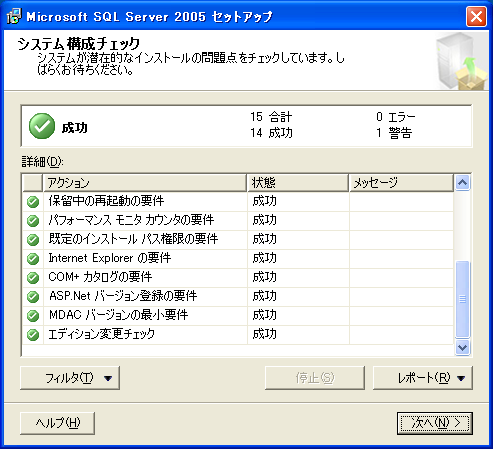 Microsoft SQL Server 2005 セットアップ
システム構成チェック
システムが潜在的なインストールの問題点をチェックしています。し
ばらくお待ちください。
成功
15 合計
0 エラー
14 成功
1 警告
詳細(D):
アクション 状態 メッセージ
保留中の再起動の要件 成功
パフォーマンス モニタ カウンタの要件 成功
既定のインストール パス権限の要件 成功
Internet Explorer の要件 成功
COM+ カタログの要件 成功
ASP.Net バージョン登録の要件 成功
MDAC バージョンの最小要件 成功
エディション変更チェック 成功
フィルタ(T) 停止(S) レポート(R)
ヘルプ(H) 次へ(N) >